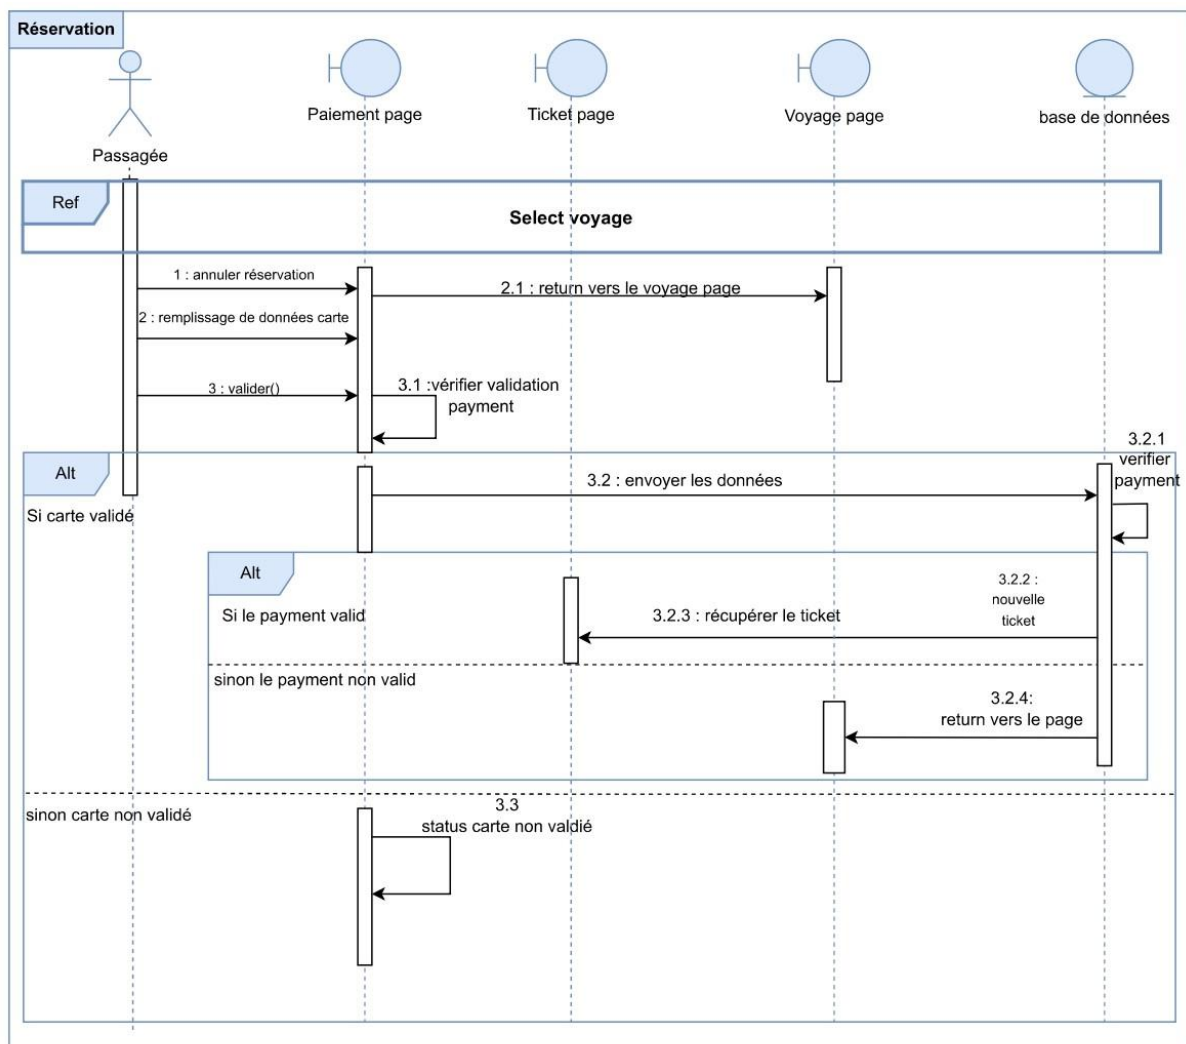 Réservation
Passagée
Paiement page
Ticket page
Voyage page
base de données
Ref
Select voyage
1 : annuler réservation
2.1 : return vers le voyage page
2 : remplissage de données carte
3 : valider()
3.1 :vérifier validation
payment
Alt
Si carte validé
3.2 : envoyer les données
3.2.1
verifier
payment
Alt
Si le payment valid
3.2.3 : récupérer le ticket
3.2.2 :
nouvelle
ticket
sinon le payment non valid
3.2.4:
return vers le page
sinon carte non validé
3.3
status carte non valdié